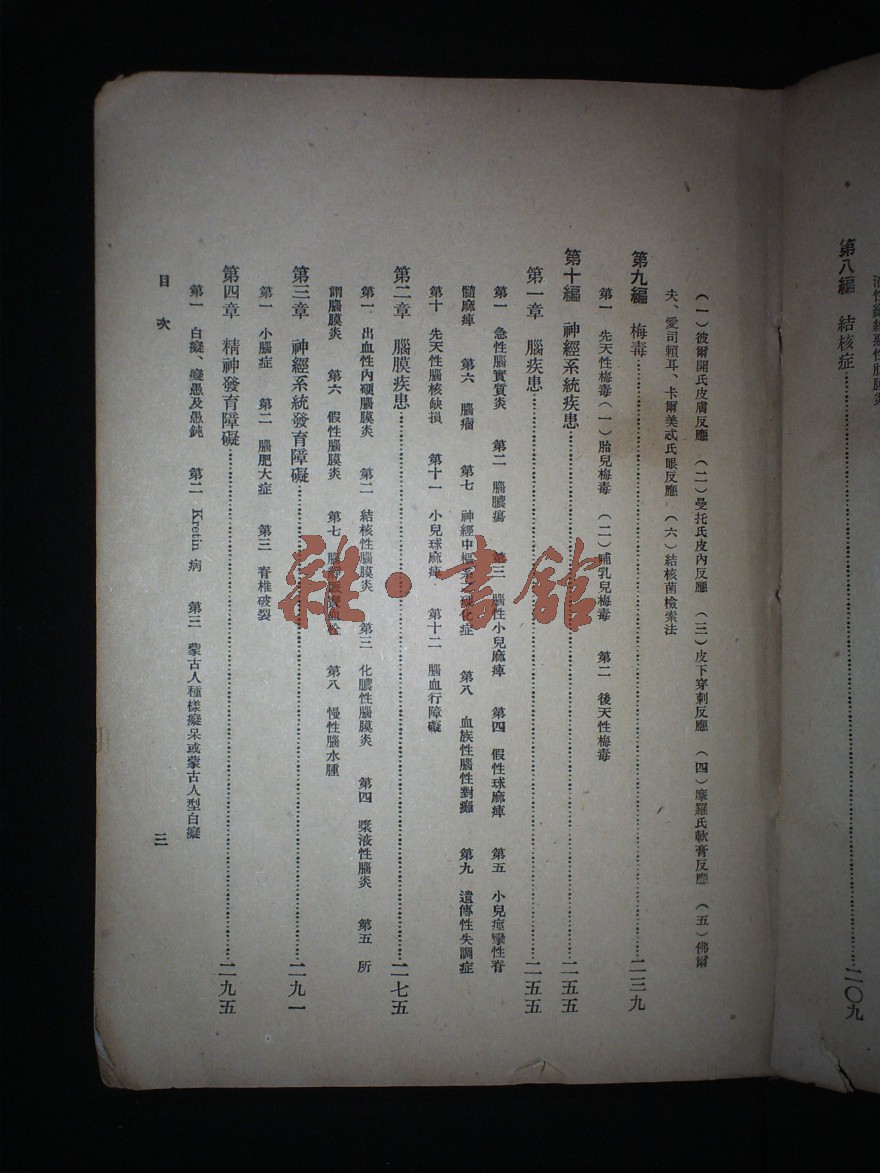 第八編　結核症……二〇九
（一）彼爾開氏皮膚反應　（二）曼托氏皮內反應　（三）皮下穿刺反應　（四）摩羅氏軟膏反應　（五）佛爾
夫、愛司賴耳、卡爾美忒氏眼反應　（六）結核菌檢索法
第九編　梅毒……二三九
第一　先天性梅毒（一）胎兒梅毒　（二）哺乳兒梅毒　第二　後天性梅毒
第十編　神經系統疾患……二五五
第一章　腦疾患……二五五
第一　急性腦實質炎　第二　腦膿瘍　第三　腦性小兒麻痺　第四　假性球麻痺　第五　小兒痙攣性脊
髓麻痺　第六　腦瘤　第七　神經中樞系之硬化症　第八　血族性腦性對癱　第九　遺傳性失調症
第十　先天性腦核缺損　第十一　小兒球麻痺　第十二　腦血行障礙
第二章　腦膜疾患……二七五
第一　出血性內硬腦膜炎　第二　結核性腦膜炎　第三　化膿性腦膜炎　第四　漿液性腦炎　第五　所
謂腦膜炎　第六　假性腦膜炎　第七　腦靜脈竇血栓　第八　慢性腦水腫
第三章　神經系統發育障礙……二九一
第一　小腦症　第二　腦肥大症　第三　脊椎破裂
第四章　精神發育障礙……二九五
第一　白癡、癡愚及愚鈍　第二　Kretin 病　第三　蒙古人種樣癡呆或蒙古人型白癡
目次　三
雜·書館